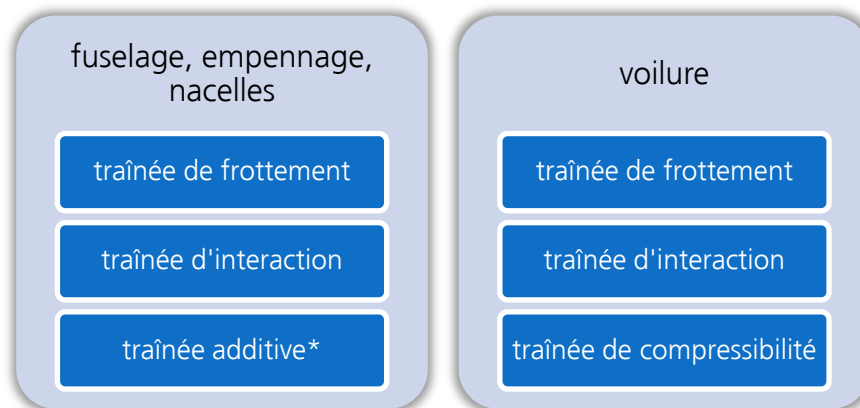 fuselage, empennage,
nacelles
traînée de frottement
traînée d'interaction
traînée additive*
voilure
traînée de frottement
traînée d'interaction
traînée de compressibilité